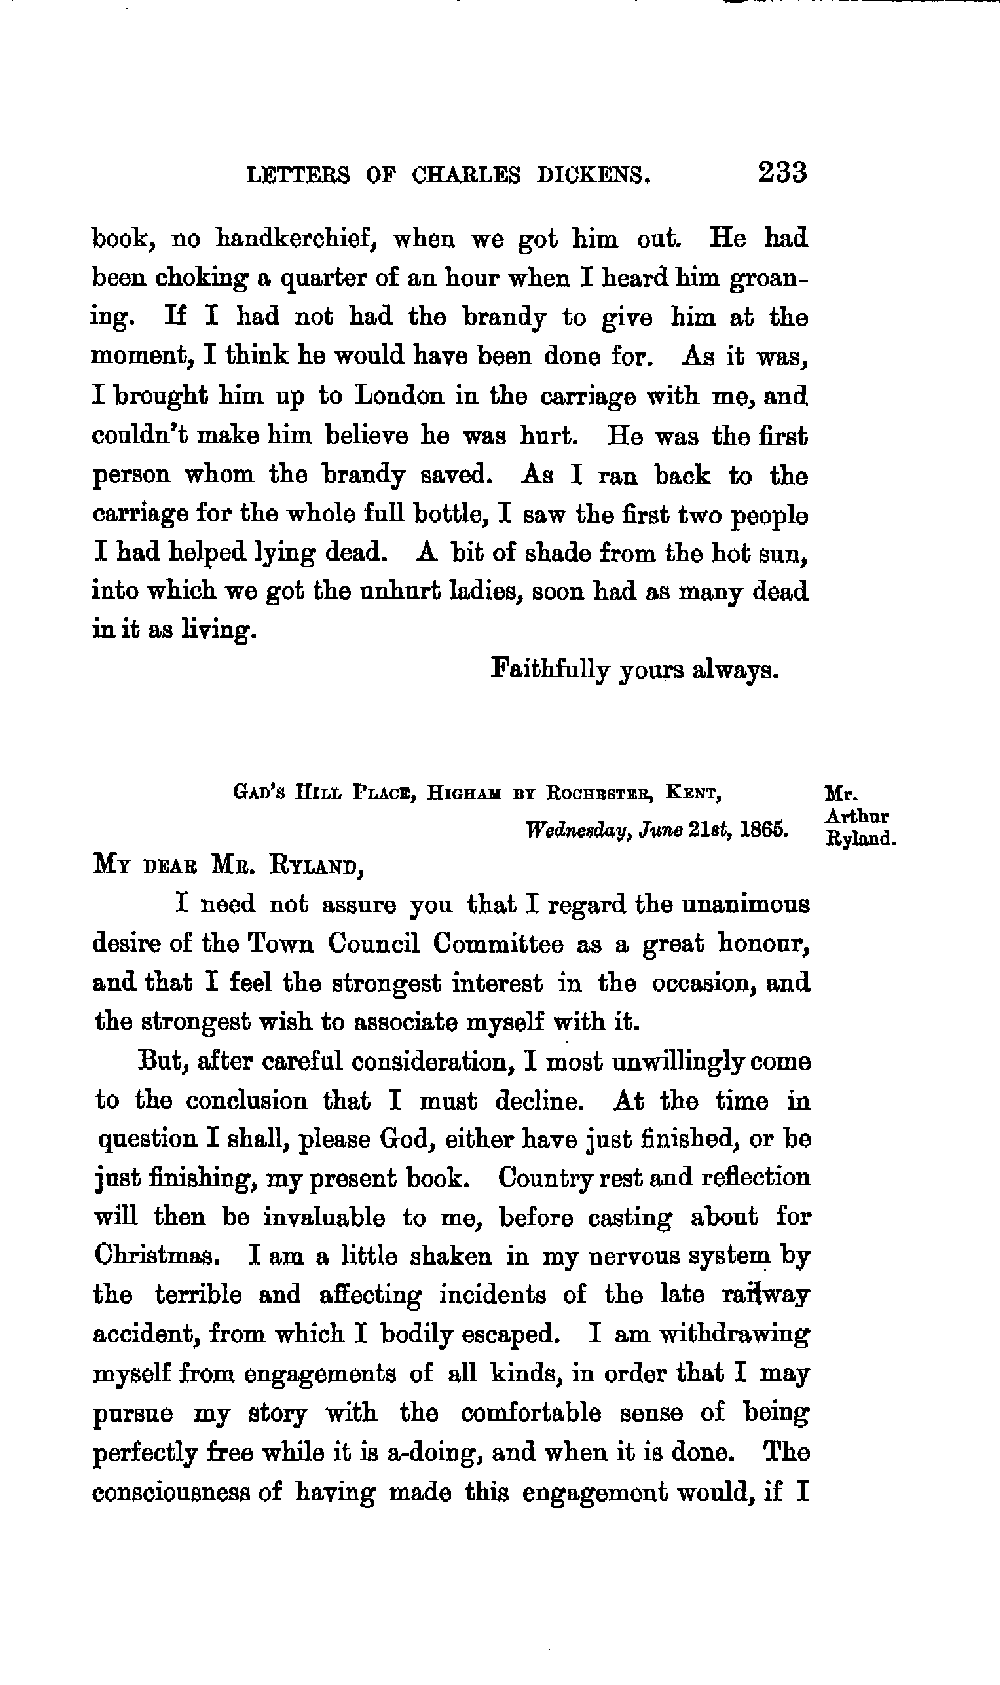 LETTERS OF CHARLES DICKENS. 233
book, no handkerchief, when we got him out. He had
been choking a quarter of an hour when I heard him groan-
ing. If I had not had the brandy to give him at the
moment, I think he would have been done for. As it was,
I brought him up to London in the carriage with me, and
couldn't make him believe he was hurt. He was the first
person whom the brandy saved. As I ran back to the
carriage for the whole full bottle, I saw the first two people
I had helped lying dead. A bit of shade from the hot sun,
into which we got the unhurt ladies, soon had as many dead
in it as living.
Faithfully yours always.
GAD'S HILL PLACE, HIGHAM BY ROCHESTER, KENT,
Wednesday, June 21st, 1865.
Mr.
Arthur
Ryland.
MY DEAR MR. RYLAND,
I need not assure you that I regard the unanimous
desire of the Town Council Committee as a great honour,
and that I feel the strongest interest in the occasion, and
the strongest wish to associate myself with it.
But, after careful consideration, I most unwillingly come
to the conclusion that I must decline. At the time in
question I shall, please God, either have just finished, or be
just finishing, my present book. Country rest and reflection
will then be invaluable to me, before casting about for
Christmas. I am a little shaken in my nervous system by
the terrible and affecting incidents of the late railway
accident, from which I bodily escaped. I am withdrawing
myself from engagements of all kinds, in order that I may
pursue my story with the comfortable sense of being
perfectly free while it is a-doing, and when it is done. The
consciousness of having made this engagement would, if I